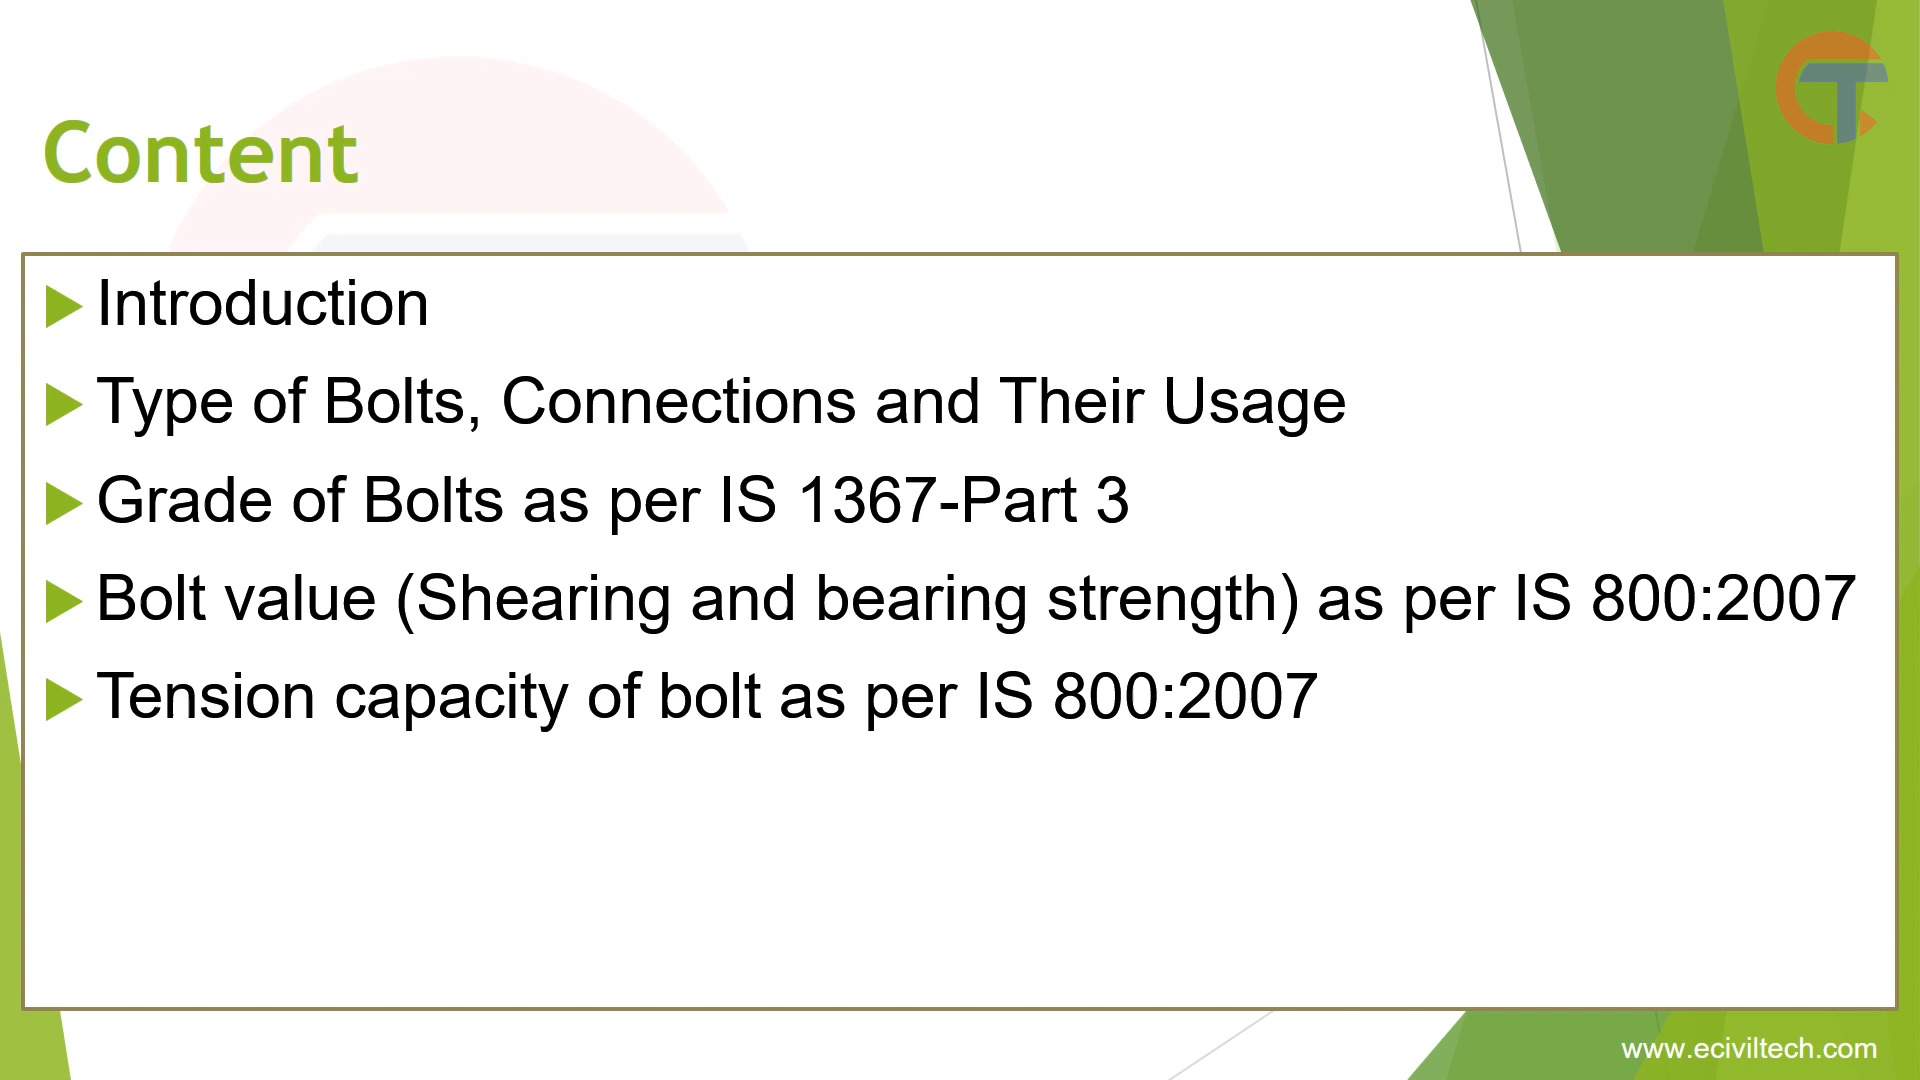 Content
Introduction
Type of Bolts, Connections and Their Usage
Grade of Bolts as per IS 1367-Part 3
Bolt value (Shearing and bearing strength) as per IS 800:2007
Tension capacity of bolt as per IS 800:2007
www.eciviltech.com